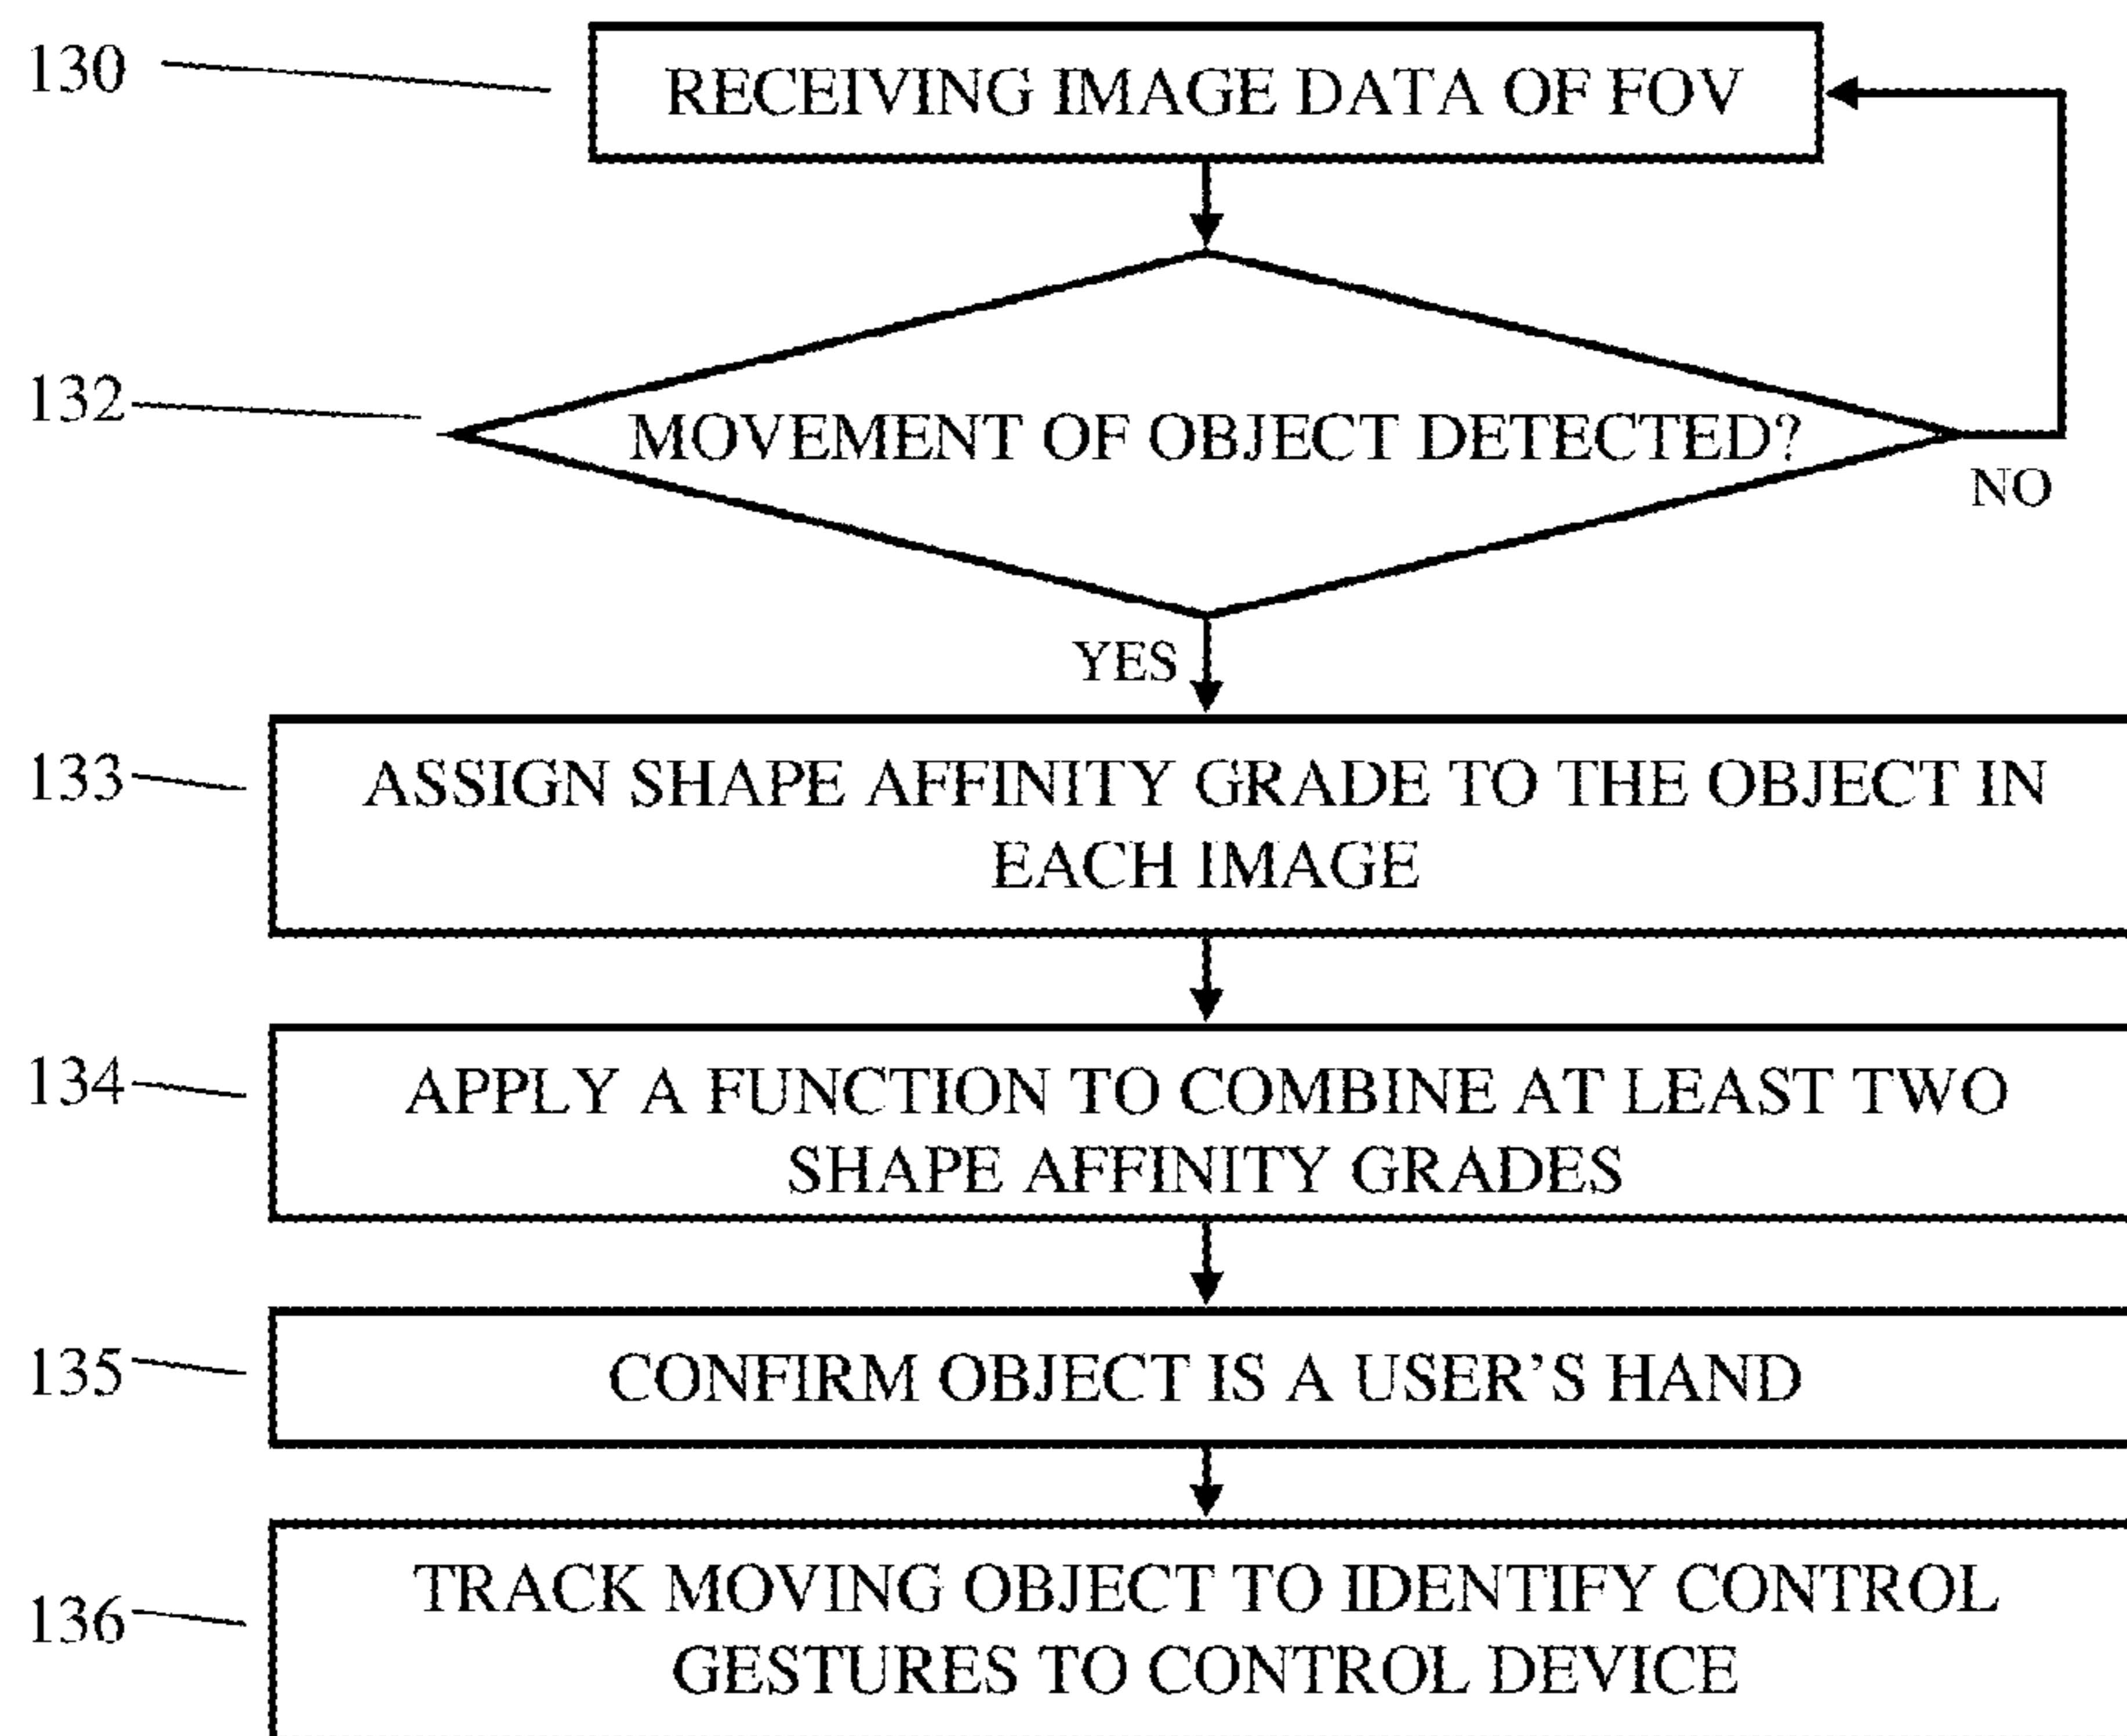 130
RECEIVING IMAGE DATA OF FOV
132
MOVEMENT OF OBJECT DETECTED?
NO
YES
133
ASSIGN SHAPE AFFINITY GRADE TO THE OBJECT IN
EACH IMAGE
134
APPLY A FUNCTION TO COMBINE AT LEAST TWO
SHAPE AFFINITY GRADES
135
CONFIRM OBJECT IS A USER'S HAND
136
TRACK MOVING OBJECT TO IDENTIFY CONTROL
GESTURES TO CONTROL DEVICE